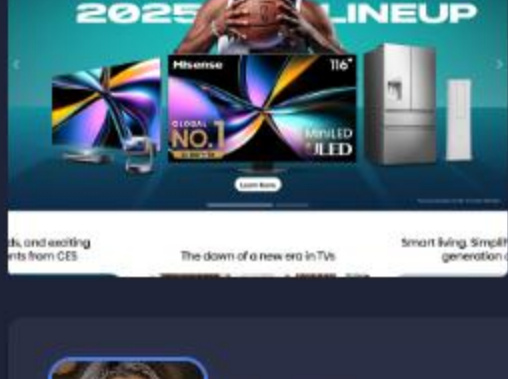 2025 LINEUP
Hisense 116"
GLOBAL
NO.1
MiniLED
ULED
Learn More
ds, and exciting
nts from CES
The dawn of a new era in TVs
Smart living. Simplif
generation